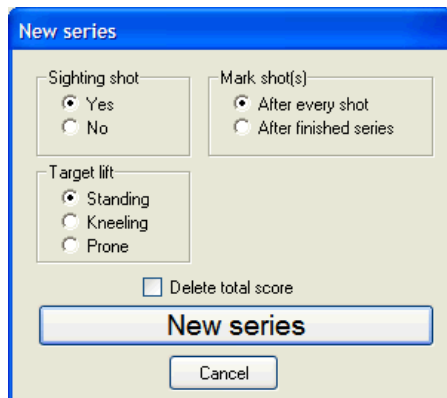 New series
Sighting shot
Yes
No
Mark shot(s)
After every shot
After finished series
Target lift
Standing
Kneeling
Prone
Delete total score
New series
Cancel